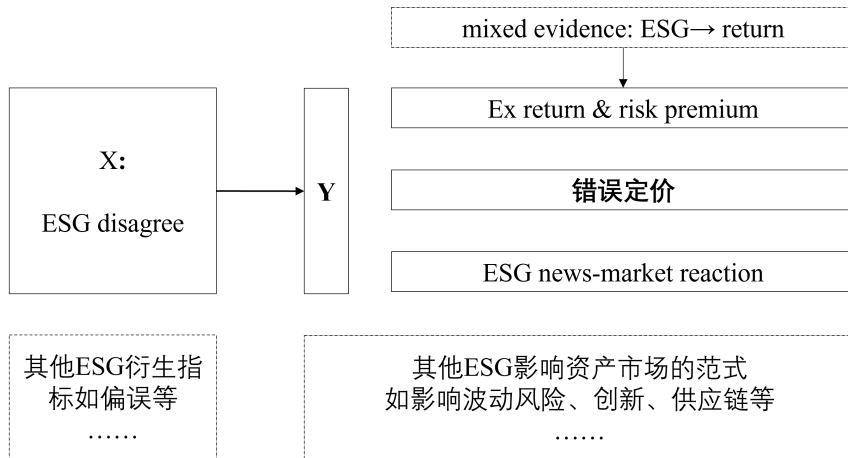 mixed evidence: ESG→ return
Ex return & risk premium
X:
ESG disagree
Y
错误定价
ESG news-market reaction
其他ESG衍生指
标如偏误等
……
其他ESG影响资产市场的范式
如影响波动风险、创新、供应链等
……